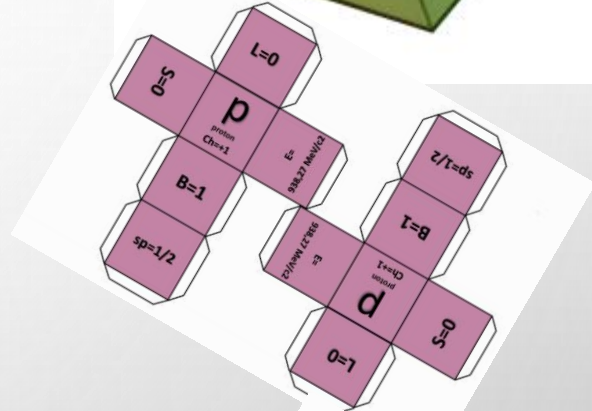 L=0
S=0
p
proton
Ch=+1
E=
938,27 MeV/c2
B=1
sp=1/2
sp=1/2
B=1
E=
938,27 MeV/c2
p
proton
Ch=+1
S=0
L=0